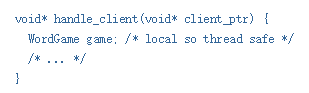 void* handle_client(void* client_ptr) {
  WordGame game; /* local so thread safe */
  /* ... */
}